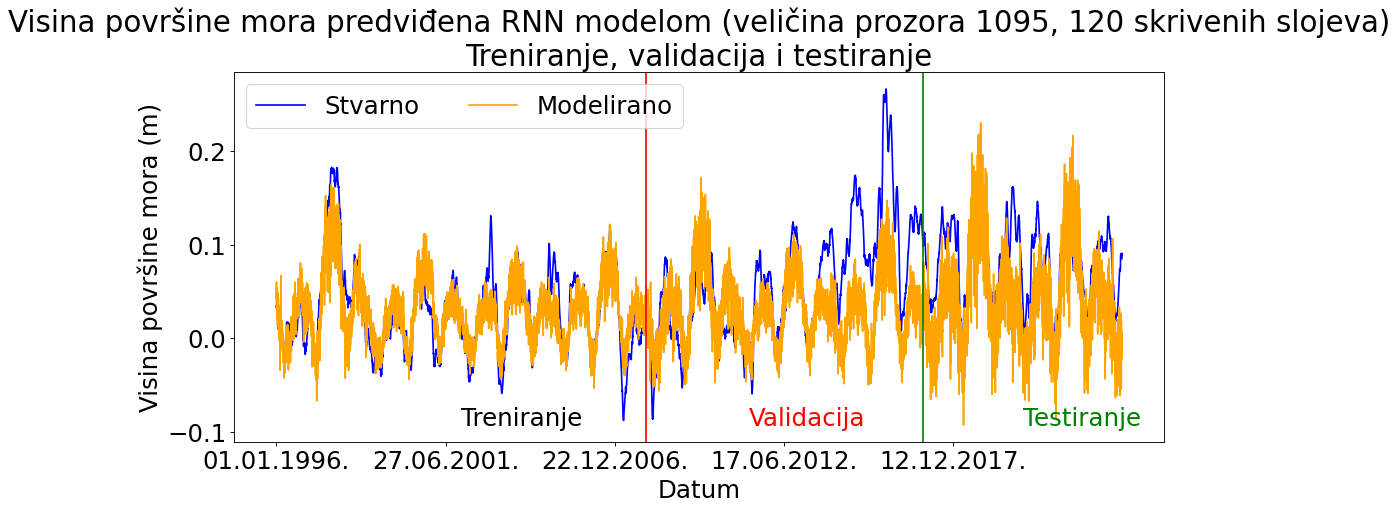 Visina površine mora predviđena RNN modelom (veličina prozora 1095, 120 skrivenih slojeva)
Treniranje, validacija i testiranje
Stvarno
Modelirano
Visina površine mora (m)
0.2
0.1
0.0
−0.1
Treniranje
Validacija
Testiranje
01.01.1996.
27.06.2001.
22.12.2006.
17.06.2012.
12.12.2017.
Datum